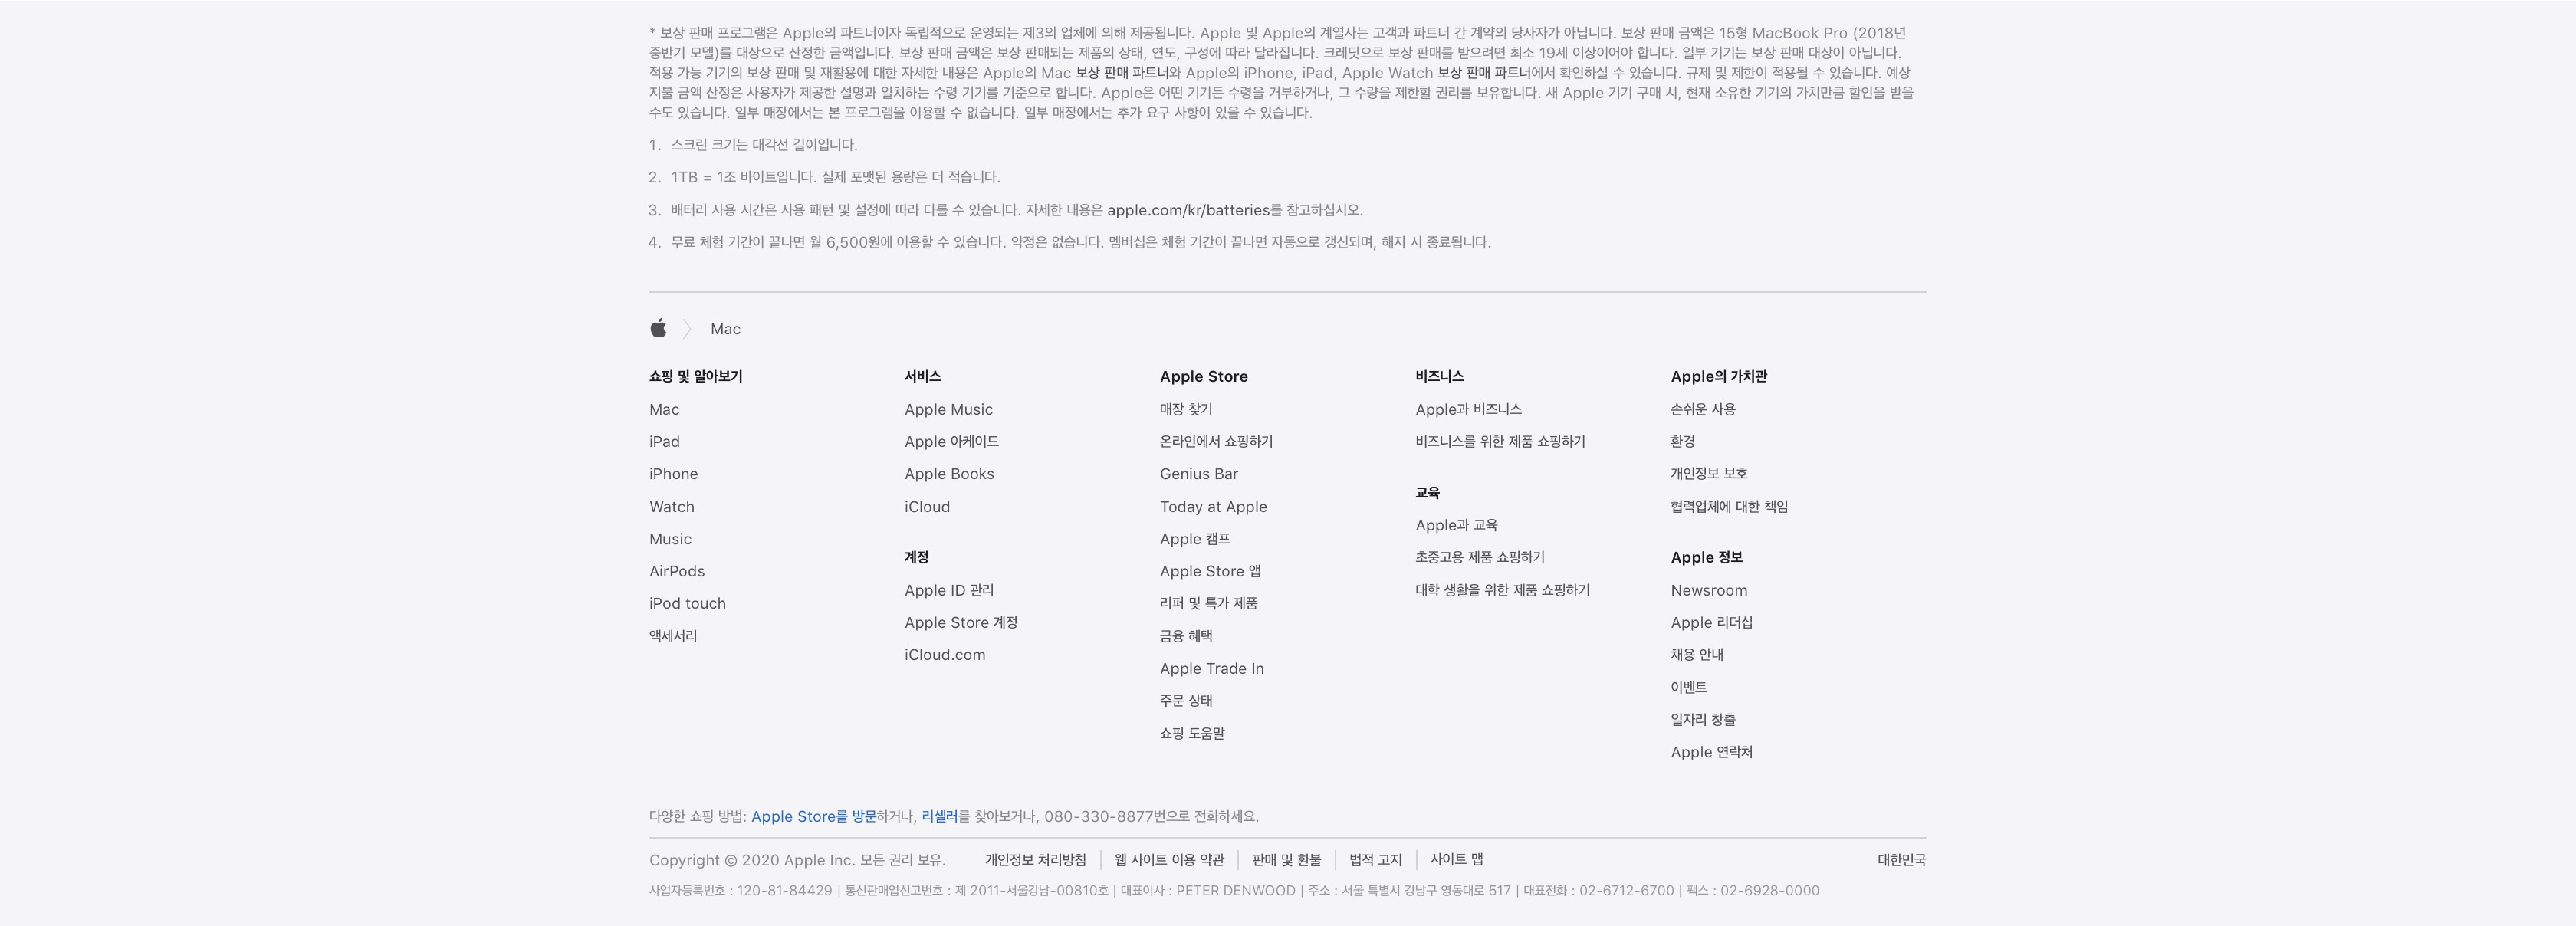 * 보상 판매 프로그램은 Apple의 파트너이자 독립적으로 운영되는 제3의 업체에 의해 제공됩니다. Apple 및 Apple의 계열사는 고객과 파트너 간 계약의 당사자가 아닙니다. 보상 판매 금액은 15형 MacBook Pro (2018년
중반기 모델)를 대상으로 산정한 금액입니다. 보상 판매 금액은 보상 판매되는 제품의 상태, 연도, 구성에 따라 달라집니다. 크레딧으로 보상 판매를 받으려면 최소 19세 이상이어야 합니다. 일부 기기는 보상 판매 대상이 아닙니다.
적용 가능 기기의 보상 판매 및 재활용에 대한 자세한 내용은 Apple의 Mac 보상 판매 파트너와 Apple의 iPhone, iPad, Apple Watch 보상 판매 파트너에서 확인하실 수 있습니다. 규제 및 제한이 적용될 수 있습니다. 예상
지불 금액 산정은 사용자가 제공한 설명과 일치하는 수령 기기를 기준으로 합니다. Apple은 어떤 기기든 수령을 거부하거나, 그 수량을 제한할 권리를 보유합니다. 새 Apple 기기 구매 시, 현재 소유한 기기의 가치만큼 할인을 받을
수도 있습니다. 일부 매장에서는 본 프로그램을 이용할 수 없습니다. 일부 매장에서는 추가 요구 사항이 있을 수 있습니다.
1. 스크린 크기는 대각선 길이입니다.
2. 1TB = 1조 바이트입니다. 실제 포맷된 용량은 더 적습니다.
3. 배터리 사용 시간은 사용 패턴 및 설정에 따라 다를 수 있습니다. 자세한 내용은 apple.com/kr/batteries를 참고하십시오.
4. 무료 체험 기간이 끝나면 월 6,500원에 이용할 수 있습니다. 약정은 없습니다. 멤버십은 체험 기간이 끝나면 자동으로 갱신되며, 해지 시 종료됩니다.
Mac
쇼핑 및 알아보기
Mac
iPad
iPhone
Watch
Music
AirPods
iPod touch
액세서리
서비스
Apple Music
Apple 아케이드
Apple Books
iCloud
계정
Apple ID 관리
Apple Store 계정
iCloud.com
Apple Store
매장 찾기
온라인에서 쇼핑하기
Genius Bar
Today at Apple
Apple 캠프
Apple Store 앱
리퍼 및 특가 제품
금융 혜택
Apple Trade In
주문 상태
쇼핑 도움말
비즈니스
Apple과 비즈니스
비즈니스를 위한 제품 쇼핑하기
교육
Apple과 교육
초중고용 제품 쇼핑하기
대학 생활을 위한 제품 쇼핑하기
Apple의 가치관
손쉬운 사용
환경
개인정보 보호
협력업체에 대한 책임
Apple 정보
Newsroom
Apple 리더십
채용 안내
이벤트
일자리 창출
Apple 연락처
다양한 쇼핑 방법: Apple Store를 방문하거나, 리셀러를 찾아보거나, 080-330-8877번으로 전화하세요.
Copyright © 2020 Apple Inc. 모든 권리 보유. 개인정보 처리방침 | 웹 사이트 이용 약관 | 판매 및 환불 | 법적 고지 | 사이트 맵 대한민국
사업자등록번호 : 120-81-84429 | 통신판매업신고번호 : 제 2011-서울강남-00810호 | 대표이사 : PETER DENWOOD | 주소 : 서울 특별시 강남구 영동대로 517 | 대표전화 : 02-6712-6700 | 팩스 : 02-6928-0000